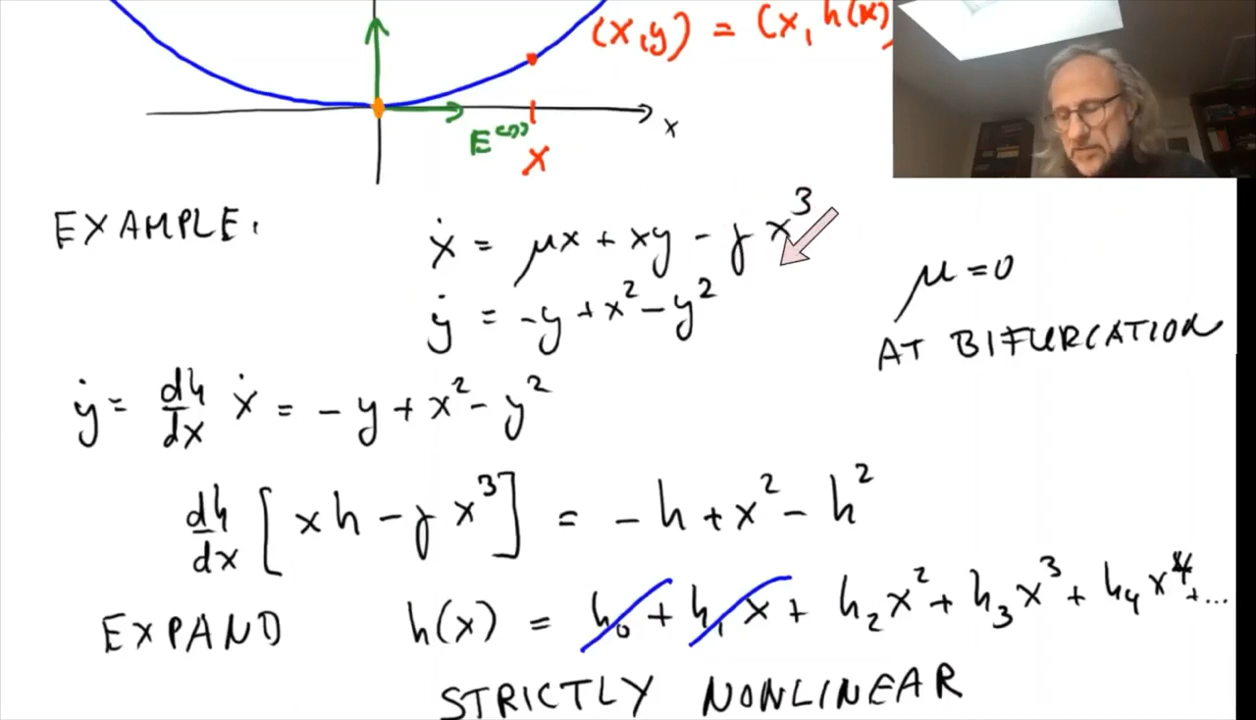 (x,y) = (x, h(x)
E^(0)
x
x
EXAMPLE:
ẋ = μx + xy - γx³
ẏ = -y + x² - y²
μ = 0
AT BIFURCATION
ẏ = dh/dx ẋ = -y + x² - y²
dh/dx [xh - γx³] = -h + x² - h²
EXPAND h(x) = h₀ + h₁x + h₂x² + h₃x³ + h₄x⁴ + ...
STRICTLY NONLINEAR